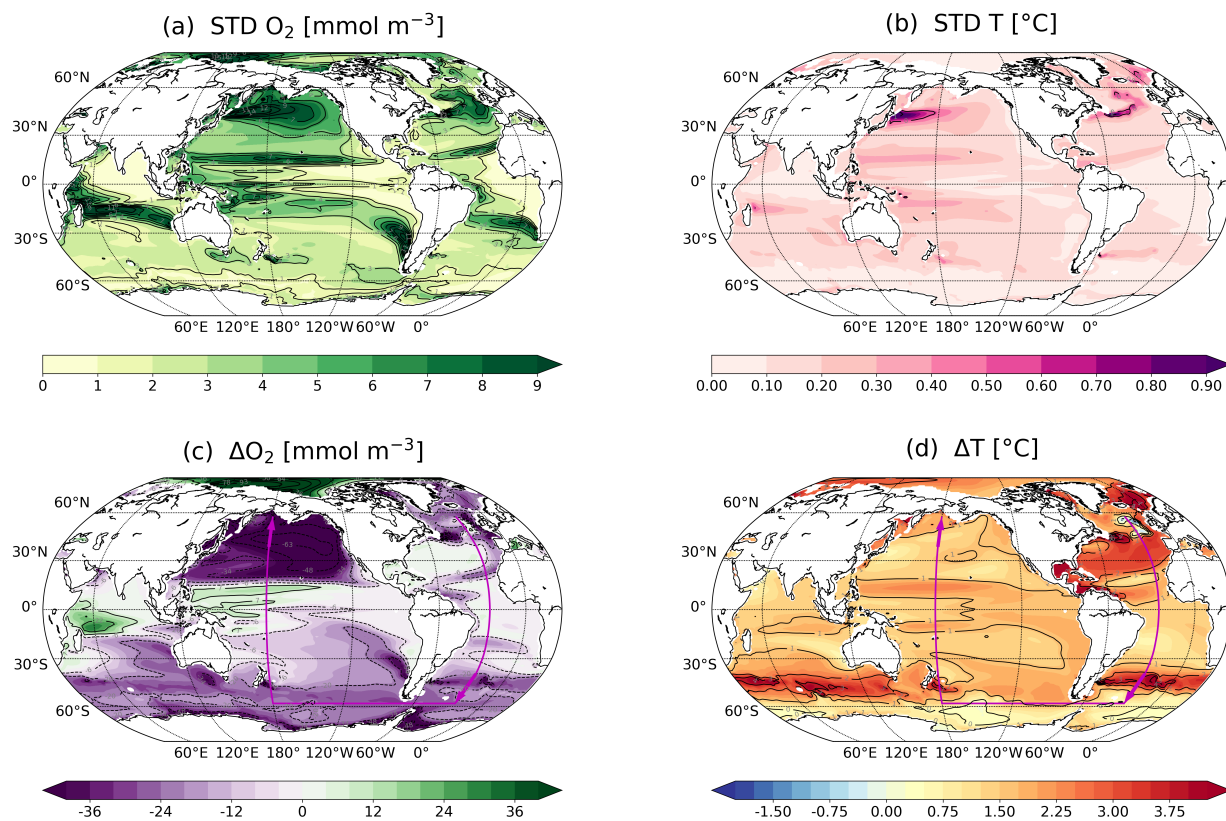 (a) STD O₂ [mmol m⁻³]
(b) STD T [°C]
60°N
30°N
0°
30°S
60°S
60°E 120°E 180° 120°W 60°W 0°
0 1 2 3 4 5 6 7 8 9
60°N
30°N
0°
30°S
60°S
60°E 120°E 180° 120°W 60°W 0°
0.00 0.10 0.20 0.30 0.40 0.50 0.60 0.70 0.80 0.90
(c) ΔO₂ [mmol m⁻³]
(d) ΔT [°C]
60°N
30°N
0°
30°S
60°S
-63
-48
60°E 120°E 180° 120°W 60°W 0°
-36 -24 -12 0 12 24 36
60°N
30°N
0°
30°S
60°S
60°E 120°E 180° 120°W 60°W 0°
-1.50 -0.75 0.00 0.75 1.50 2.25 3.00 3.75